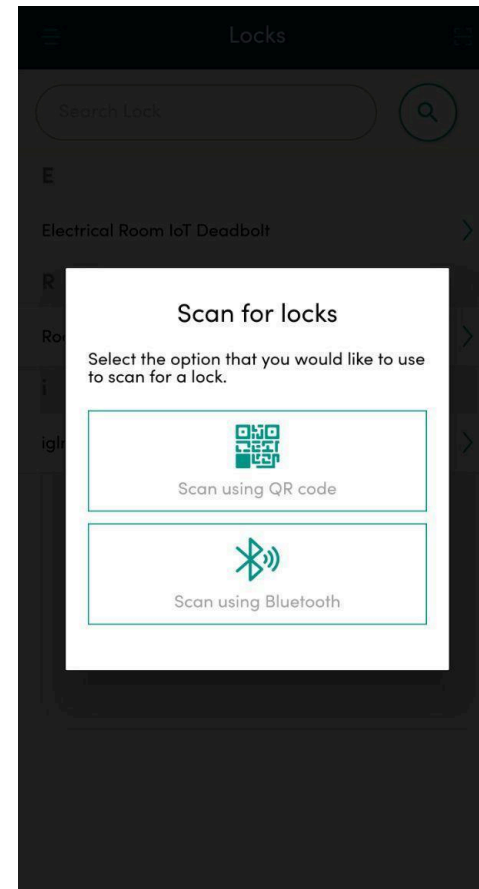 Locks
Search Lock
E
Electrical Room IoT Deadbolt
R
Scan for locks
Select the option that you would like to use
to scan for a lock.
Scan using QR code
Scan using Bluetooth